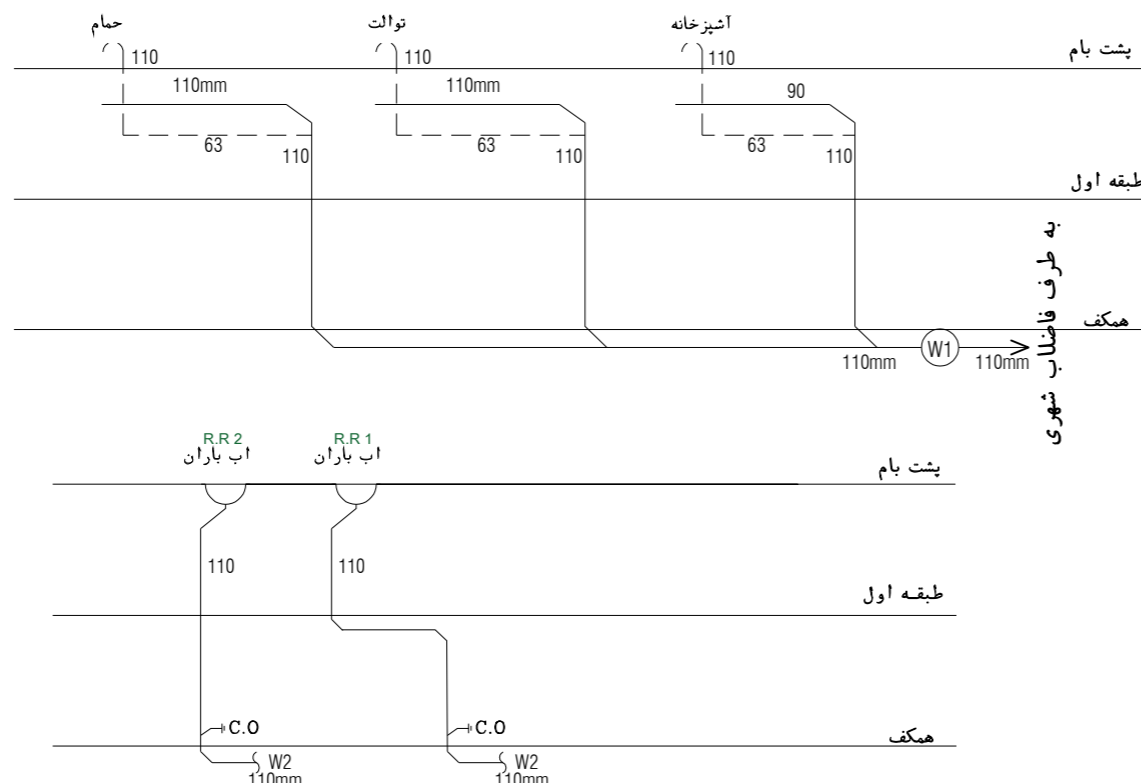 حمام
توالت
آشپزخانه
پشت بام
110
110
110
110mm
110mm
90
63
63
63
110
110
110
طبقه اول
به طرف فاضلاب شهری
همکف
110mm
W1
110mm
R.R 2
R.R 1
اب باران
اب باران
پشت بام
110
110
طبقه اول
C.O
C.O
همکف
W2
W2
110mm
110mm